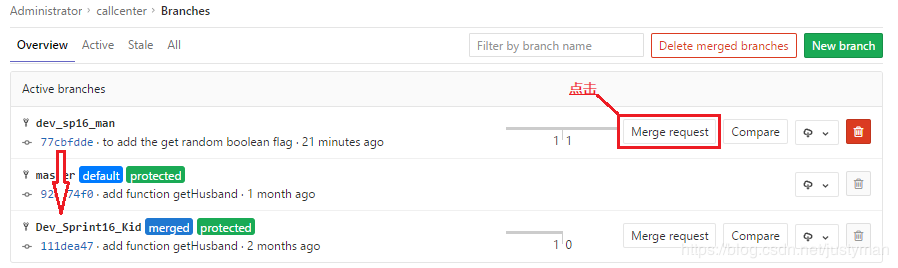 Administrator › callcenter › Branches
Overview Active Stale All Filter by branch name Delete merged branches New branch
Active branches
点击
dev_sp16_man
77cbfdde · to add the get random boolean flag · 21 minutes ago
1 1 Merge request Compare
master default protected
74f0 · add function getHusband · 1 month ago
Dev_Sprint16_Kid merged protected
111dea47 · add function getHusband · 2 months ago
1 0 Merge request Compare
https://blog.csdn.net/justyman